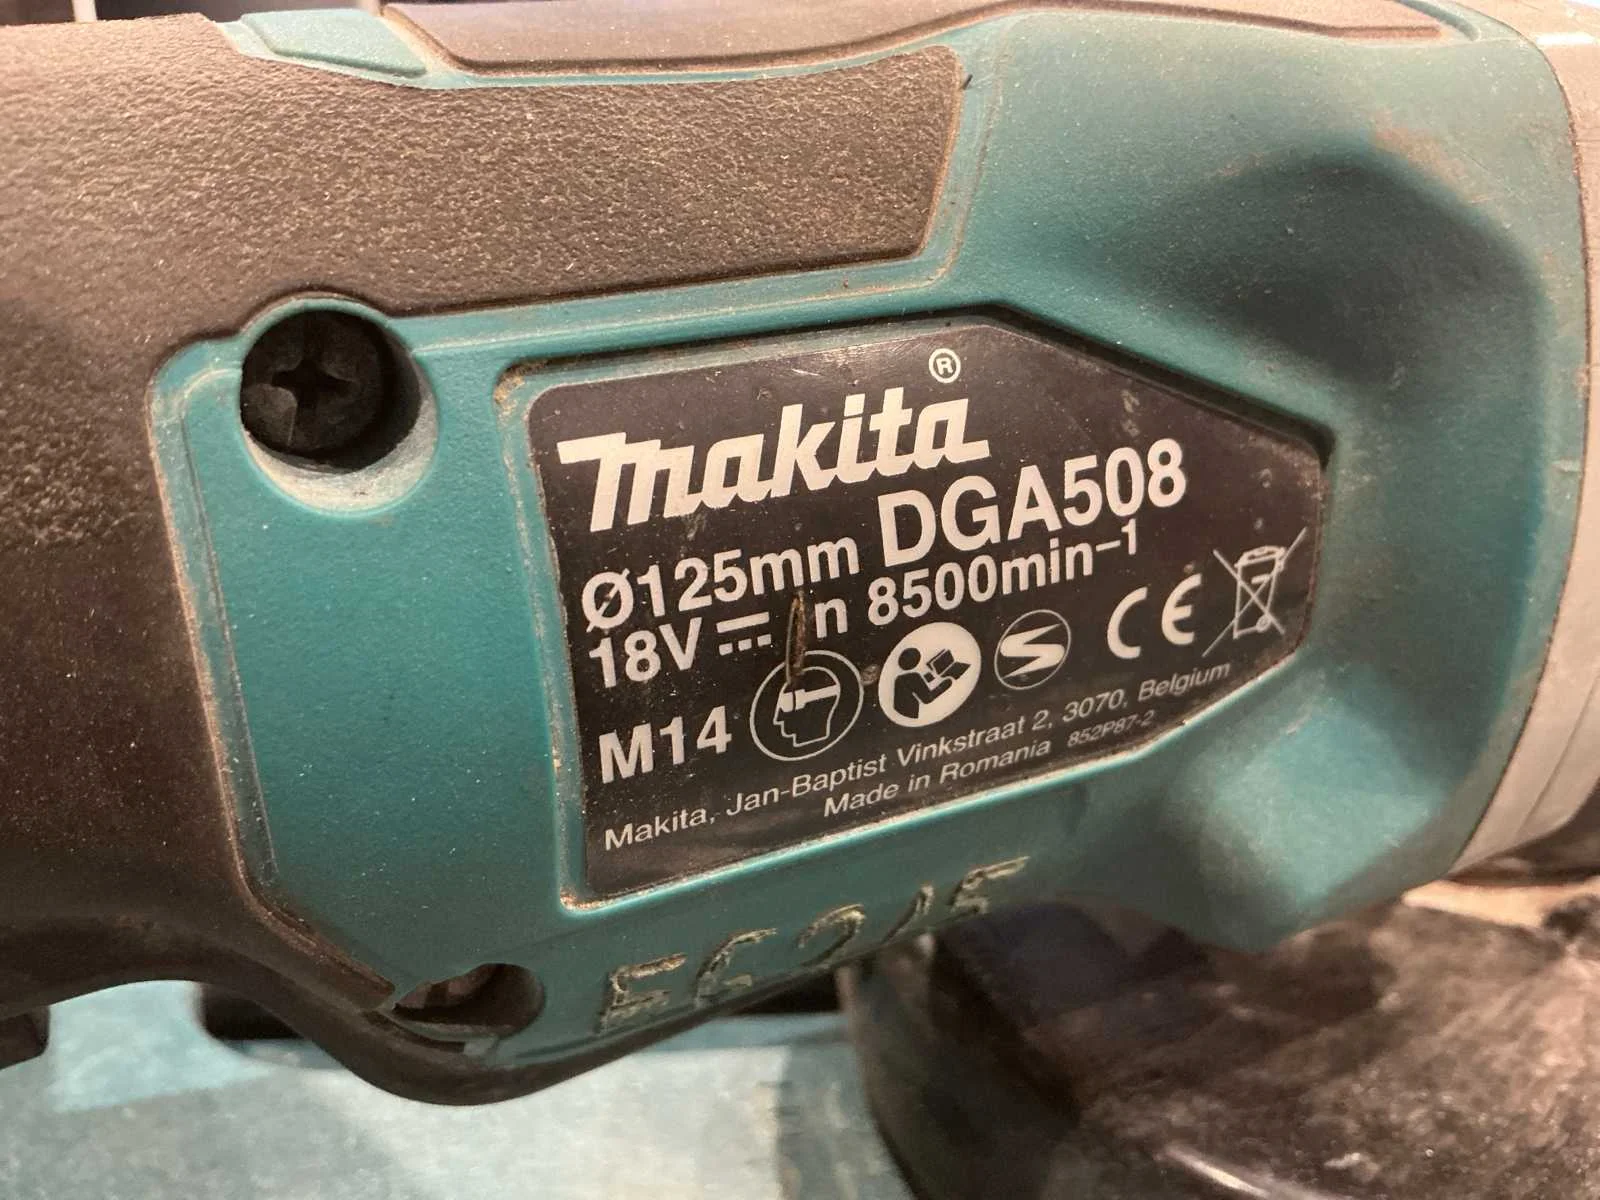 makita®
Ø125mm DGA508
18V⎓ n 8500min⁻¹
M14 CE
Makita, Jan-Baptist Vinkstraat 2, 3070, Belgium
Made in Romania 852P87-2